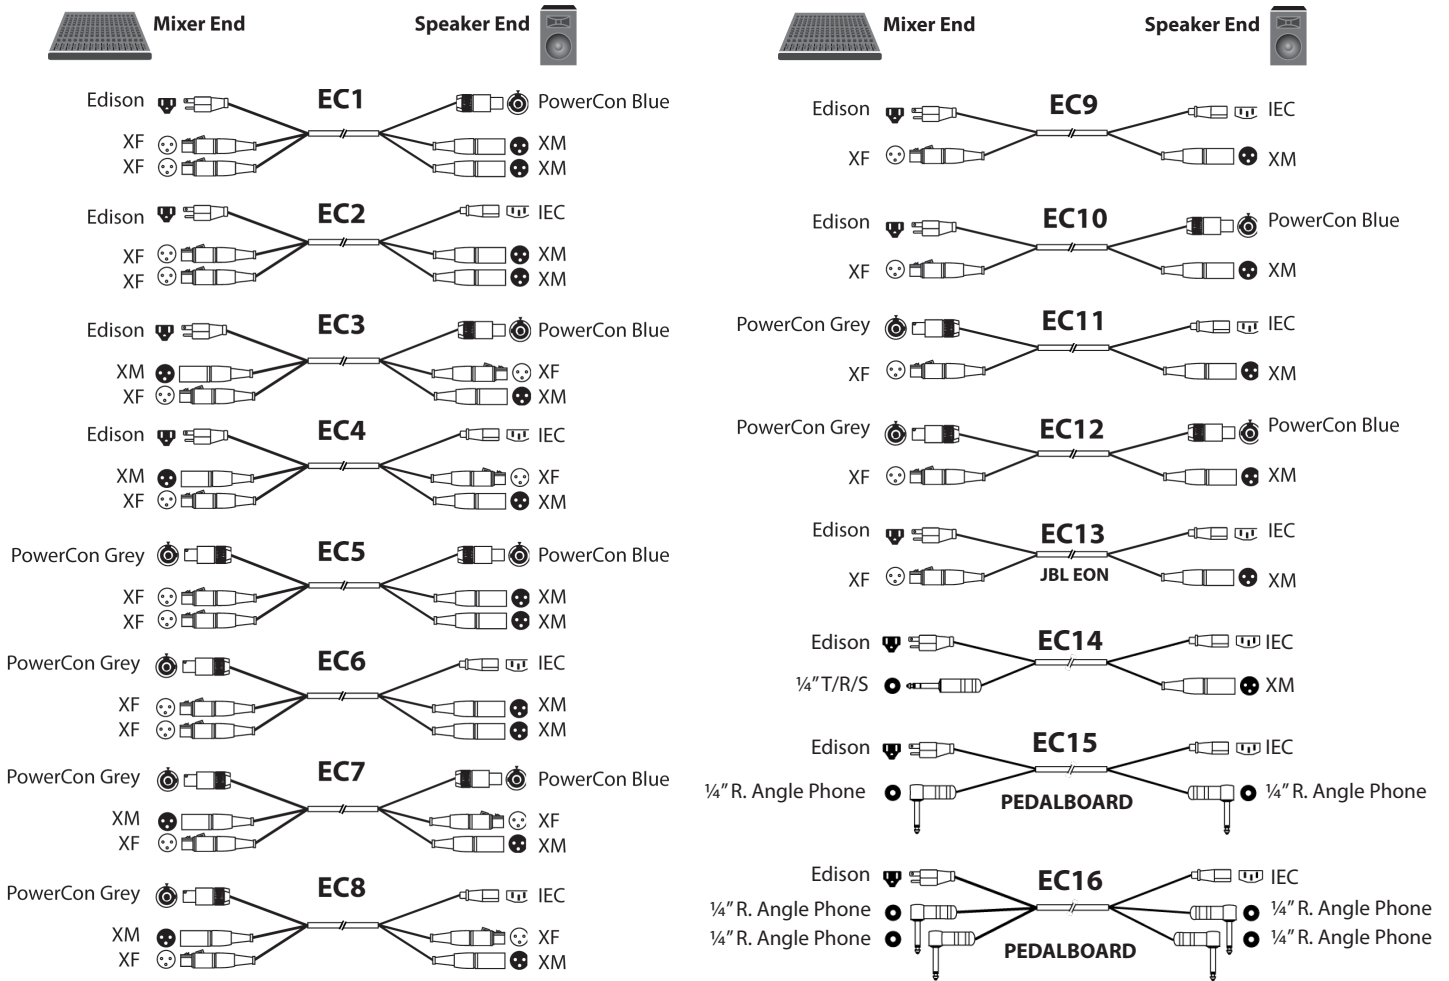 Mixer End Speaker End
Edison EC1 PowerCon Blue
XF XM
XF XM
Edison EC2 IEC
XF XM
XF XM
Edison EC3 PowerCon Blue
XM XF
XF XM
Edison EC4 IEC
XM XF
XF XM
PowerCon Grey EC5 PowerCon Blue
XF XM
XF XM
PowerCon Grey EC6 IEC
XF XM
XF XM
PowerCon Grey EC7 PowerCon Blue
XM XF
XF XM
PowerCon Grey EC8 IEC
XM XF
XF XM
Mixer End Speaker End
Edison EC9 IEC
XF XM
Edison EC10 PowerCon Blue
XF XM
PowerCon Grey EC11 IEC
XF XM
PowerCon Grey EC12 PowerCon Blue
XF XM
Edison EC13 IEC
XF JBL EON XM
Edison EC14 IEC
¼” T/R/S XM
Edison EC15 IEC
¼” R. Angle Phone PEDALBOARD ¼” R. Angle Phone
Edison EC16 IEC
¼” R. Angle Phone ¼” R. Angle Phone
¼” R. Angle Phone ¼” R. Angle Phone
PEDALBOARD